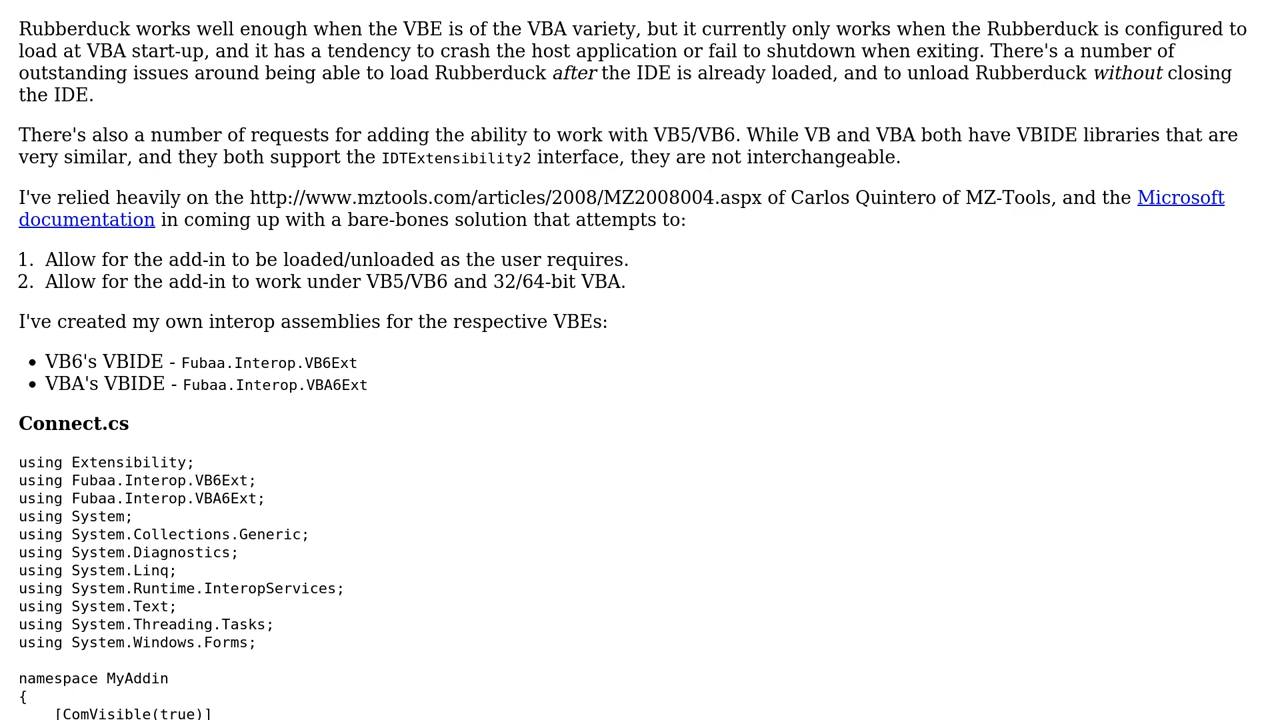 Rubberduck works well enough when the VBE is of the VBA variety, but it currently only works when the Rubberduck is configured to
load at VBA start-up, and it has a tendency to crash the host application or fail to shutdown when exiting. There's a number of
outstanding issues around being able to load Rubberduck after the IDE is already loaded, and to unload Rubberduck without closing
the IDE.
There's also a number of requests for adding the ability to work with VB5/VB6. While VB and VBA both have VBIDE libraries that are
very similar, and they both support the IDTExtensibility2 interface, they are not interchangeable.
I've relied heavily on the http://www.mztools.com/articles/2008/MZ2008004.aspx of Carlos Quintero of MZ-Tools, and the Microsoft
documentation in coming up with a bare-bones solution that attempts to:
1. Allow for the add-in to be loaded/unloaded as the user requires.
2. Allow for the add-in to work under VB5/VB6 and 32/64-bit VBA.
I've created my own interop assemblies for the respective VBEs:
• VB6's VBIDE - Fubaa.Interop.VB6Ext
• VBA's VBIDE - Fubaa.Interop.VBA6Ext
Connect.cs
using Extensibility;
using Fubaa.Interop.VB6Ext;
using Fubaa.Interop.VBA6Ext;
using System;
using System.Collections.Generic;
using System.Diagnostics;
using System.Linq;
using System.Runtime.InteropServices;
using System.Text;
using System.Threading.Tasks;
using System.Windows.Forms;
namespace MyAddin
{
[ComVisible(true)]